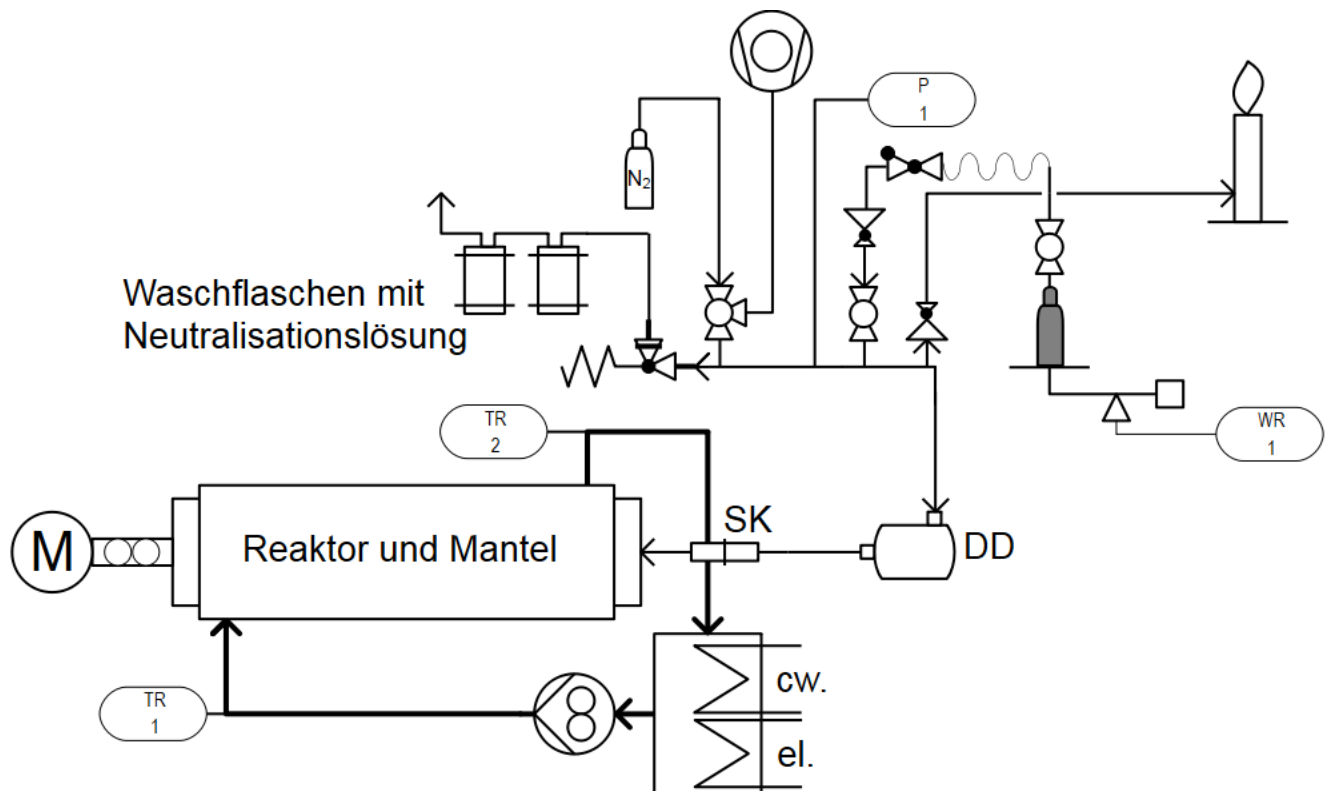 P
1
N₂
Waschflaschen mit
Neutralisationslösung
TR
2
WR
1
SK
M
Reaktor und Mantel
DD
cw.
TR
1
el.